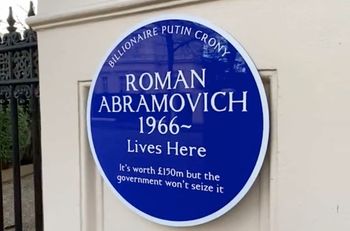 BILLIONAIRE PUTIN CRONY
ROMAN
ABRAMOVICH
1966~
Lives Here
It's worth £150m but the
government won't seize it